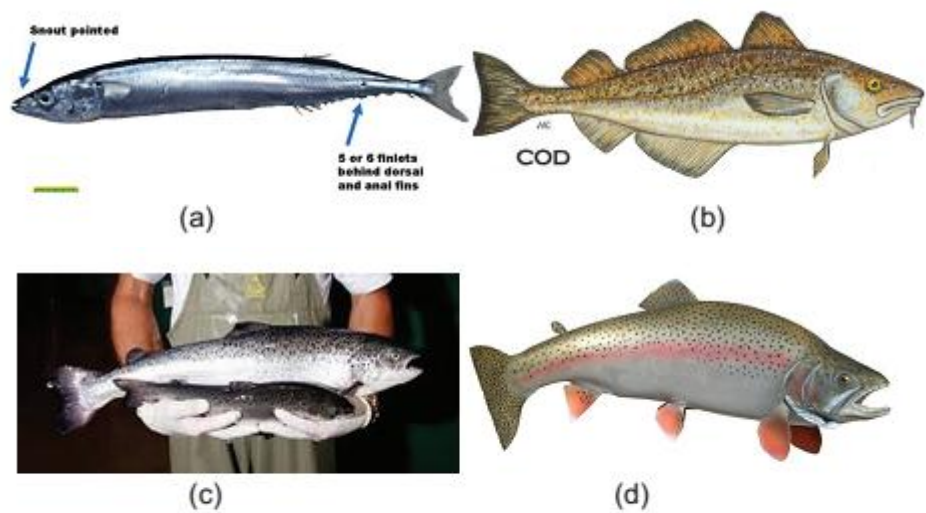 Snout pointed
5 or 6 finlets
behind dorsal
and anal fins
COD
(a)
(b)
(c)
(d)